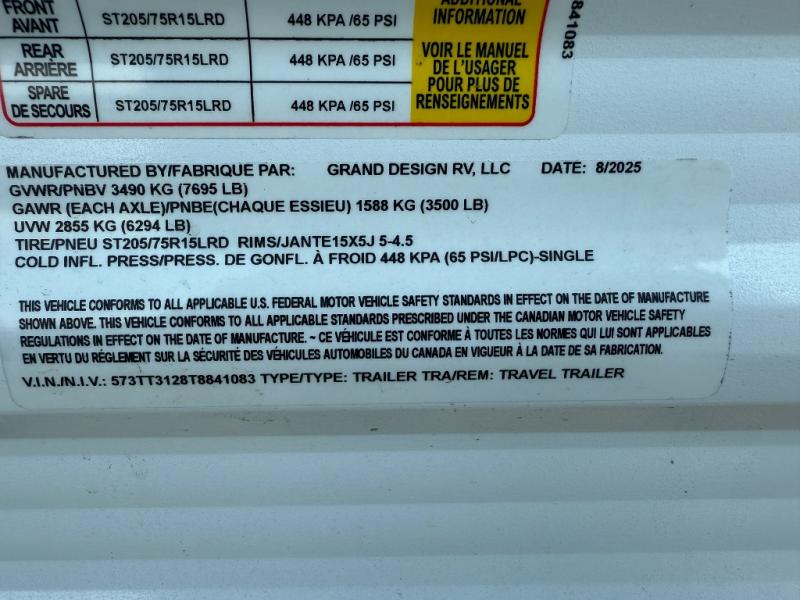 ADDITIONAL
FRONT ST205/75R15LRD 448 KPA /65 PSI INFORMATION
AVANT
REAR ST205/75R15LRD 448 KPA /65 PSI VOIR LE MANUEL
ARRIÈRE DE L'USAGER
SPARE ST205/75R15LRD 448 KPA /65 PSI POUR PLUS DE
DE SECOURS RENSEIGNEMENTS
841083
MANUFACTURED BY/FABRIQUE PAR: GRAND DESIGN RV, LLC DATE: 8/2025
GVWR/PNBV 3490 KG (7695 LB)
GAWR (EACH AXLE)/PNBE(CHAQUE ESSIEU) 1588 KG (3500 LB)
UVW 2855 KG (6294 LB)
TIRE/PNEU ST205/75R15LRD RIMS/JANTE15X5J 5-4.5
COLD INFL. PRESS/PRESS. DE GONFL. À FROID 448 KPA (65 PSI/LPC)-SINGLE
THIS VEHICLE CONFORMS TO ALL APPLICABLE U.S. FEDERAL MOTOR VEHICLE SAFETY STANDARDS IN EFFECT ON THE DATE OF MANUFACTURE
SHOWN ABOVE. THIS VEHICLE CONFORMS TO ALL APPLICABLE STANDARDS PRESCRIBED UNDER THE CANADIAN MOTOR VEHICLE SAFETY
REGULATIONS IN EFFECT ON THE DATE OF MANUFACTURE. ~ CE VÉHICULE EST CONFORME À TOUTES LES NORMES QUI LUI SONT APPLICABLES
EN VERTU DU RÉGLEMENT SUR LA SÉCURITÉ DES VÉHICULES AUTOMOBILES DU CANADA EN VIGUEUR À LA DATE DE SA FABRICATION.
V.I.N./N.I.V.: 573TT3128T8841083 TYPE/TYPE: TRAILER TRA/REM: TRAVEL TRAILER